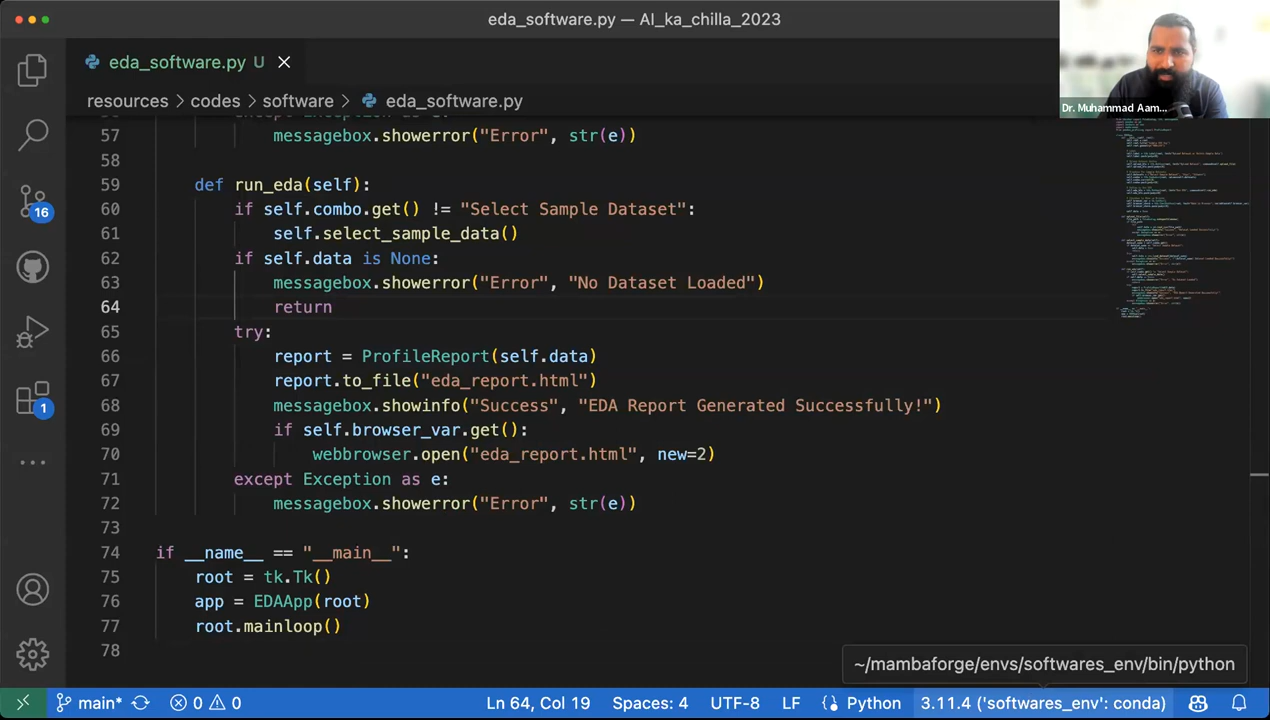 eda_software.py — AI_ka_chilla_2023
eda_software.py U
resources > codes > software > eda_software.py
Dr. Muhammad Aam...
57 messagebox.showerror("Error", str(e))
58
59 def run_eda(self):
60 if self.combo.get() != "Select Sample Dataset":
61 self.select_sample_data()
62 if self.data is None:
63 messagebox.showerror("Error", "No Dataset Loaded")
64 return
65 try:
66 report = ProfileReport(self.data)
67 report.to_file("eda_report.html")
68 messagebox.showinfo("Success", "EDA Report Generated Successfully!")
69 if self.browser_var.get():
70 webbrowser.open("eda_report.html", new=2)
71 except Exception as e:
72 messagebox.showerror("Error", str(e))
73
74 if __name__ == "__main__":
75 root = tk.Tk()
76 app = EDAApp(root)
77 root.mainloop()
78
16
1
~/mambaforge/envs/softwares_env/bin/python
main* 0 0 Ln 64, Col 19 Spaces: 4 UTF-8 LF Python 3.11.4 ('softwares_env': conda)